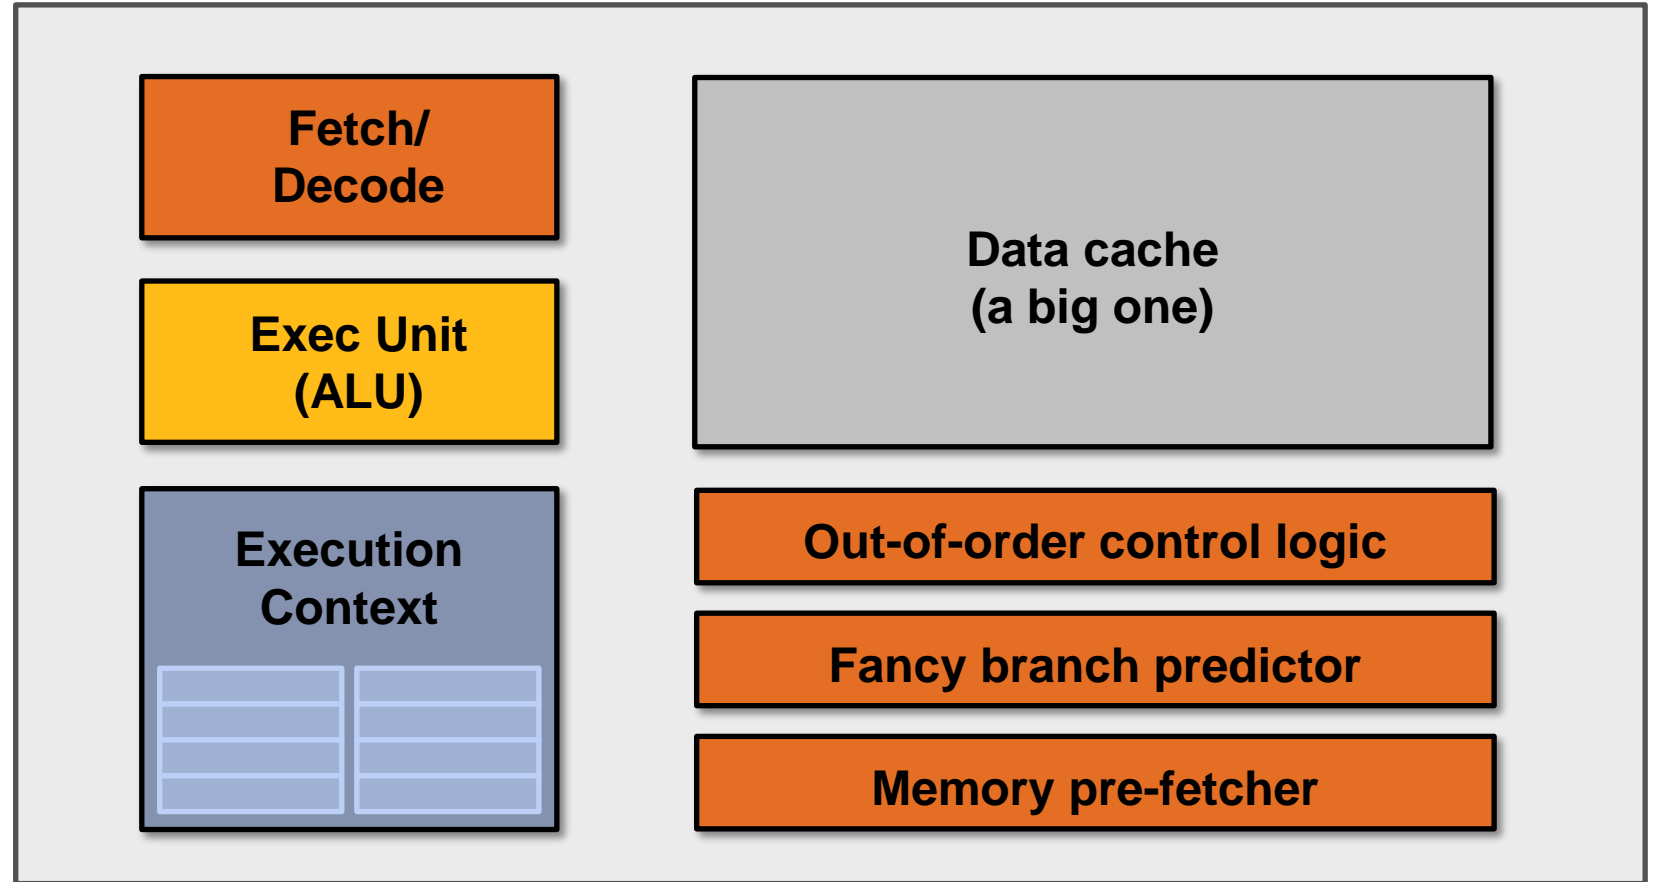 Fetch/
Decode
Exec Unit
(ALU)
Execution
Context
Data cache
(a big one)
Out-of-order control logic
Fancy branch predictor
Memory pre-fetcher